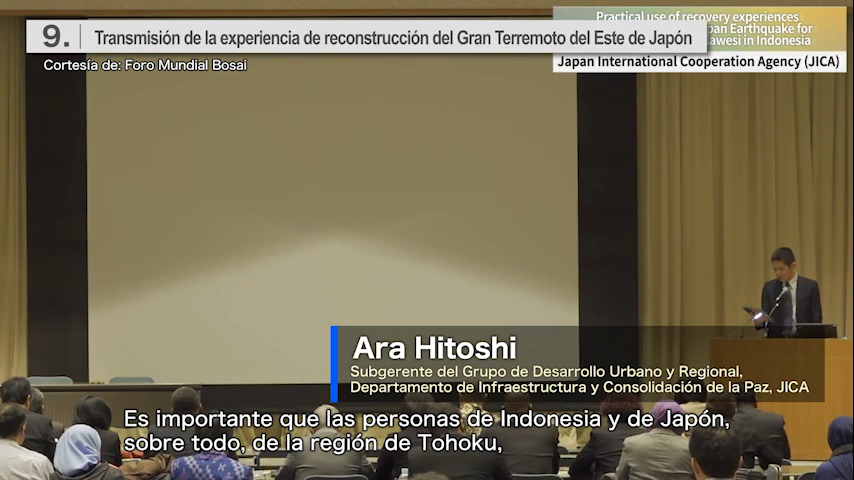 9. Transmisión de la experiencia de reconstrucción del Gran Terremoto del Este de Japón
Practical use of recovery experiences
pan Earthquake for
lawesi in Indonesia
Japan International Cooperation Agency (JICA)
Cortesía de: Foro Mundial Bosai
Ara Hitoshi
Subgerente del Grupo de Desarrollo Urbano y Regional,
Departamento de Infraestructura y Consolidación de la Paz, JICA
Es importante que las personas de Indonesia y de Japón,
sobre todo, de la región de Tohoku,